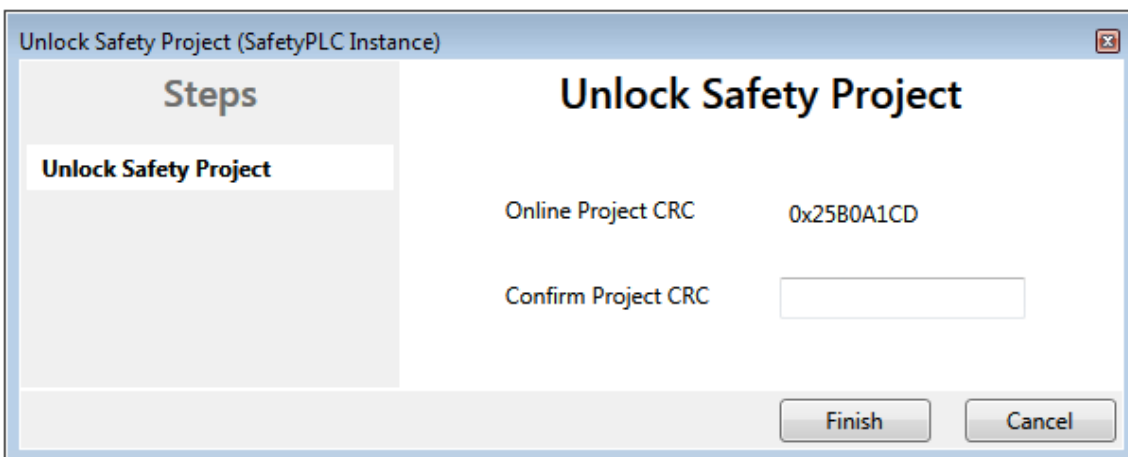 Unlock Safety Project (SafetyPLC Instance)
Steps
Unlock Safety Project
Unlock Safety Project
Online Project CRC 0x25B0A1CD
Confirm Project CRC
Finish Cancel